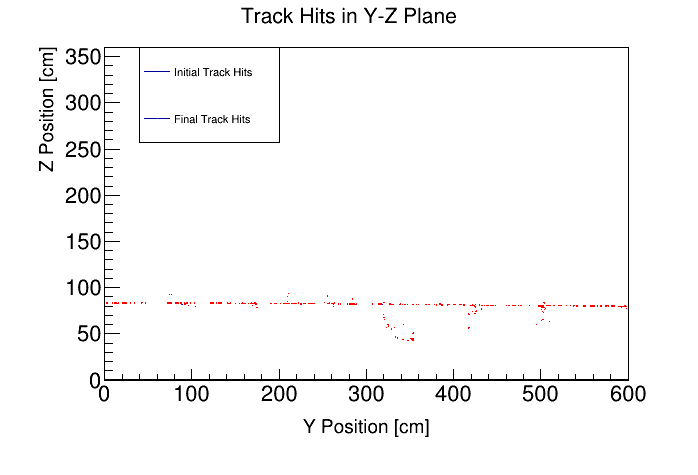 Track Hits in Y-Z Plane
Z Position [cm]
350
300
250
200
150
100
50
0
Initial Track Hits
Final Track Hits
0 100 200 300 400 500 600
Y Position [cm]